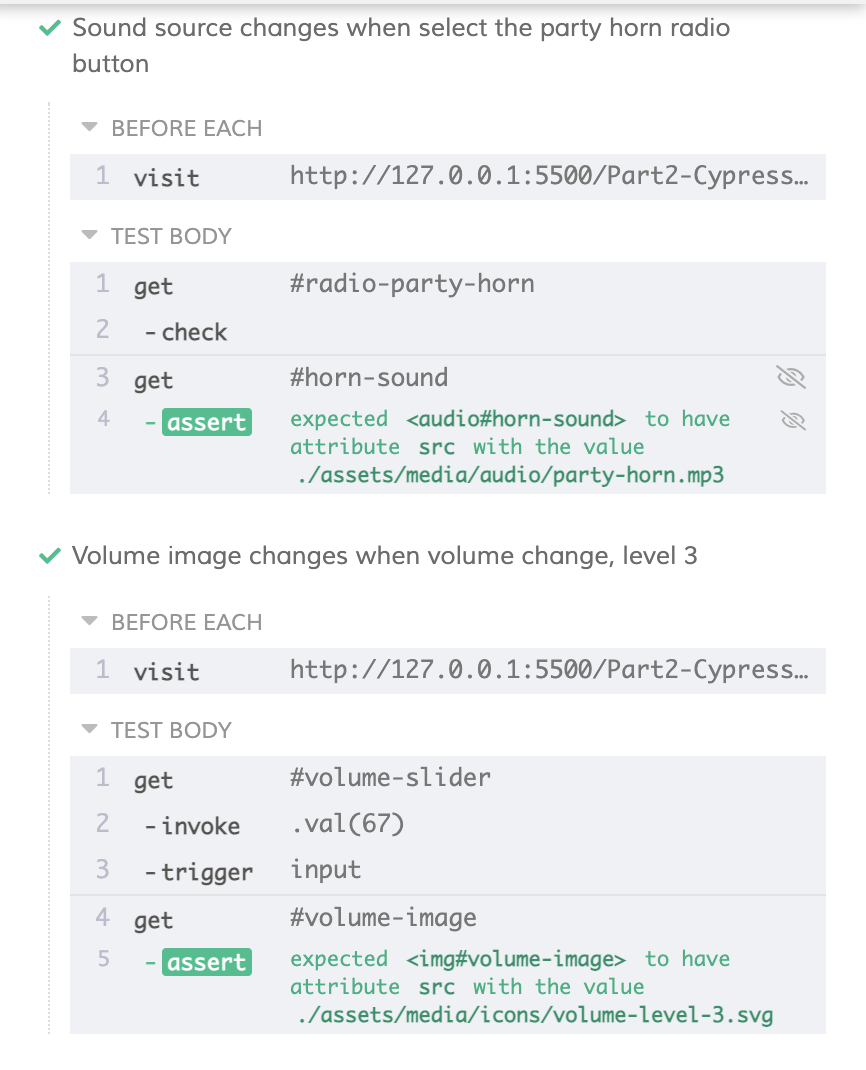 Sound source changes when select the party horn radio
button
BEFORE EACH
1 visit http://127.0.0.1:5500/Part2-Cypress…
TEST BODY
1 get #radio-party-horn
2 -check
3 get #horn-sound
4 -assert expected <audio#horn-sound> to have
attribute src with the value
./assets/media/audio/party-horn.mp3
Volume image changes when volume change, level 3
BEFORE EACH
1 visit http://127.0.0.1:5500/Part2-Cypress…
TEST BODY
1 get #volume-slider
2 -invoke .val(67)
3 -trigger input
4 get #volume-image
5 -assert expected <img#volume-image> to have
attribute src with the value
./assets/media/icons/volume-level-3.svg